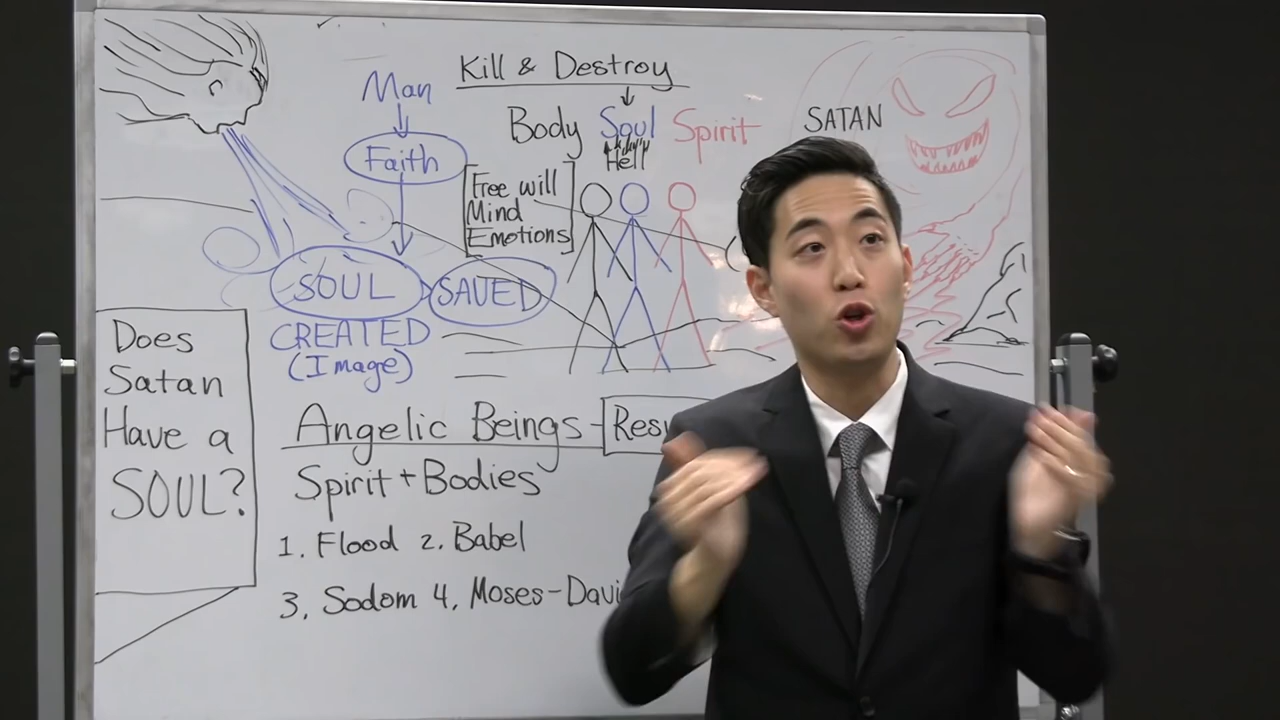 Kill & Destroy
Man
Body Soul Spirit
Hell
SATAN
Faith
Free will
Mind
Emotions
SOUL SAVED
CREATED
(Image)
Does
Satan
Have a
SOUL?
Angelic Beings-
Spirit + Bodies
1. Flood 2. Babel
3. Sodom 4. Moses-